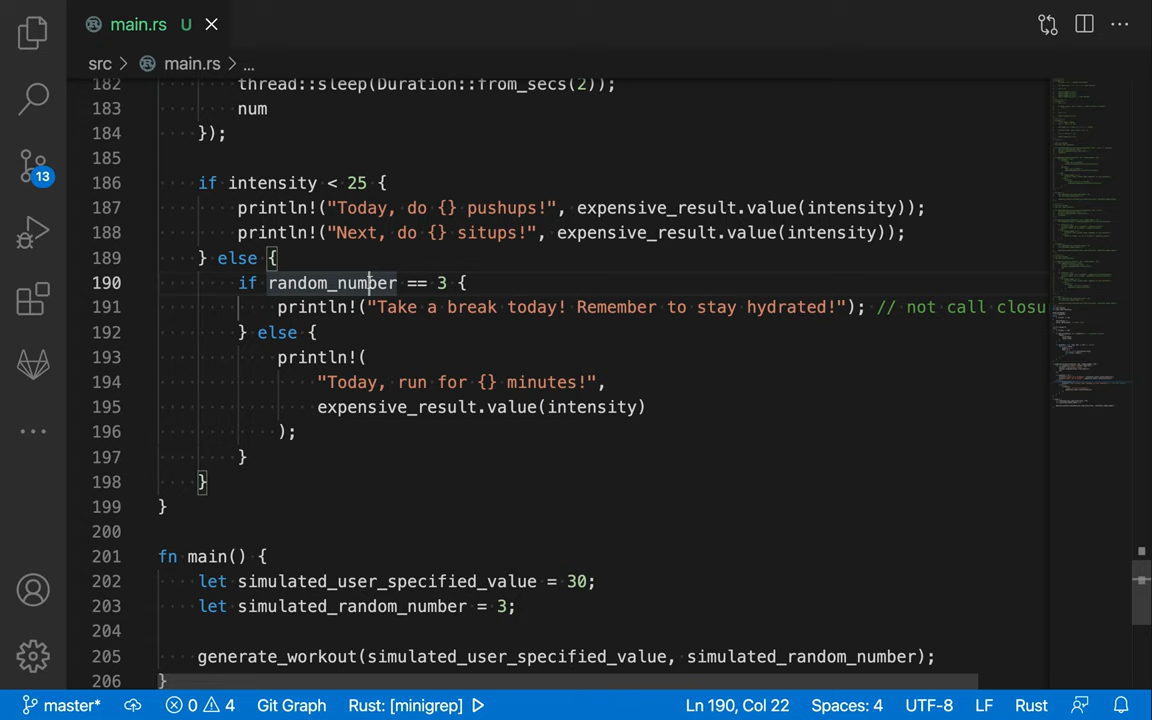 main.rs U
src > main.rs > ...
182 thread::sleep(Duration::from_secs(2));
183 num
184 });
185
186 if intensity < 25 {
187 println!("Today, do {} pushups!", expensive_result.value(intensity));
188 println!("Next, do {} situps!", expensive_result.value(intensity));
189 } else {
190 if random_number == 3 {
191 println!("Take a break today! Remember to stay hydrated!"); // not call closu
192 } else {
193 println!(
194 "Today, run for {} minutes!",
195 expensive_result.value(intensity)
196 );
197 }
198 }
199 }
200
201 fn main() {
202 let simulated_user_specified_value = 30;
203 let simulated_random_number = 3;
204
205 generate_workout(simulated_user_specified_value, simulated_random_number);
206 }
13
master* 0 4 Git Graph Rust: [minigrep] Ln 190, Col 22 Spaces: 4 UTF-8 LF Rust